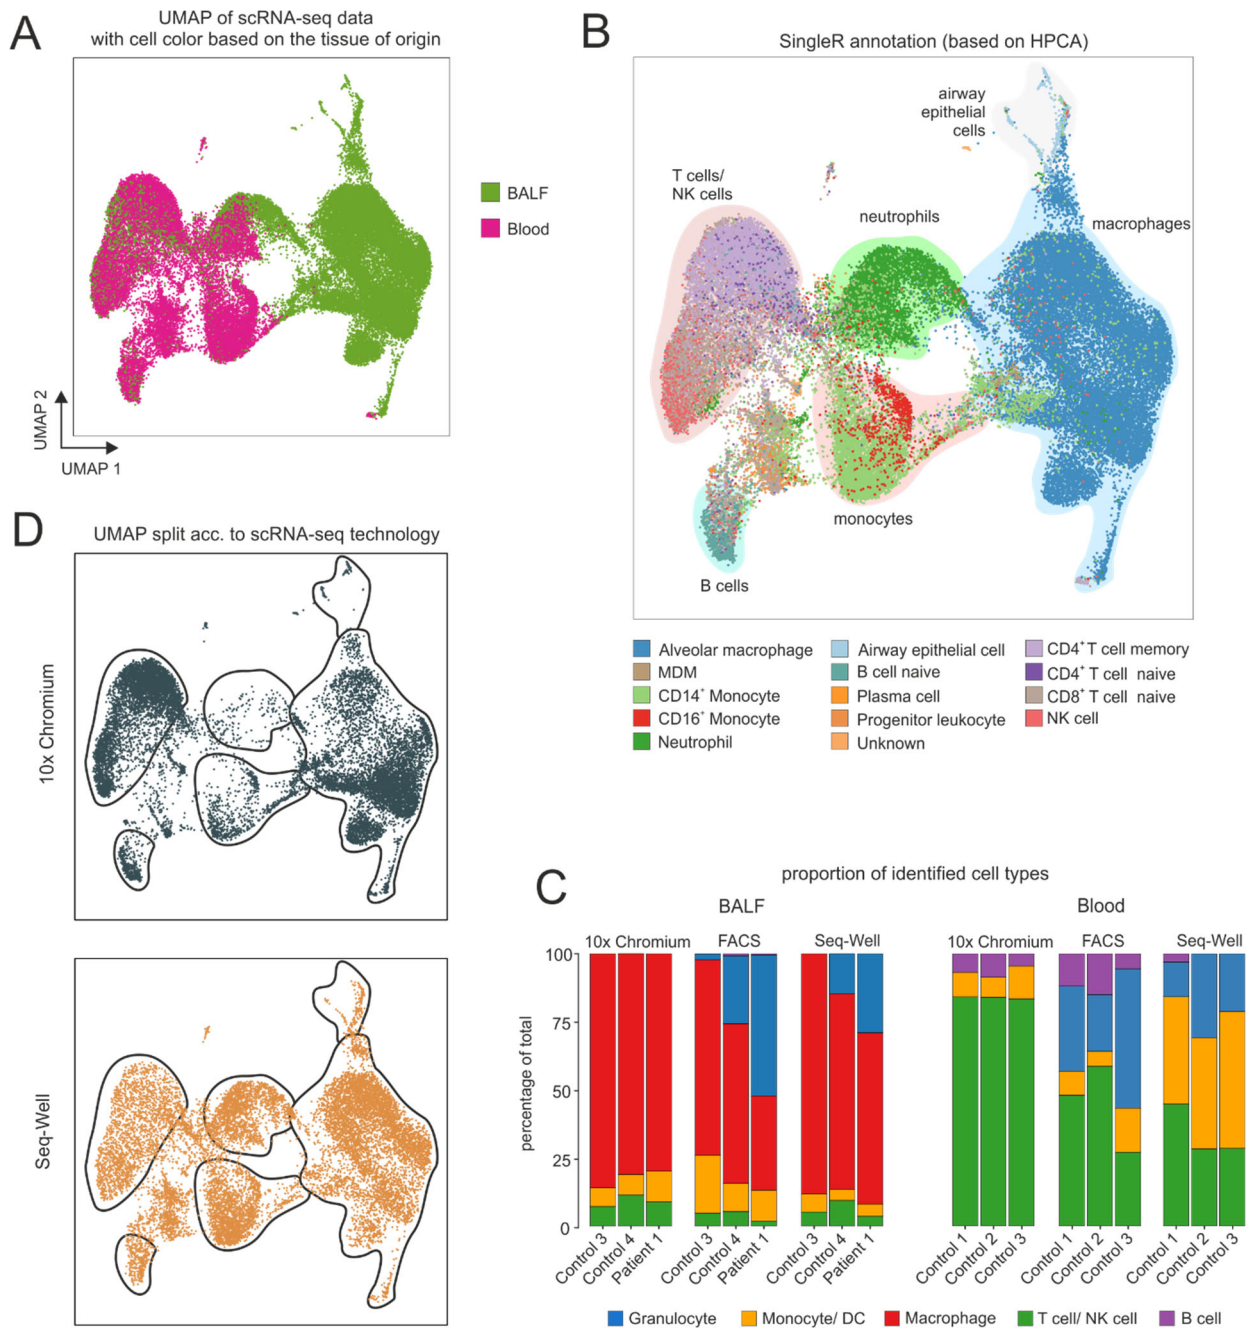 A
UMAP of scRNA-seq data
with cell color based on the tissue of origin
BALF
Blood
UMAP 2
UMAP 1
B
SingleR annotation (based on HPCA)
airway
epithelial
cells
T cells/
NK cells
neutrophils
macrophages
monocytes
B cells
Alveolar macrophage
MDM
CD14+ Monocyte
CD16+ Monocyte
Neutrophil
Airway epithelial cell
B cell naive
Plasma cell
Progenitor leukocyte
Unknown
CD4+ T cell memory
CD4+ T cell naive
CD8+ T cell naive
NK cell
D
UMAP split acc. to scRNA-seq technology
10x Chromium
Seq-Well
C
proportion of identified cell types
BALF
Blood
10x Chromium
FACS
Seq-Well
10x Chromium
FACS
Seq-Well
percentage of total
100
75
50
25
0
Control 3
Control 4
Patient 1
Control 3
Control 4
Patient 1
Control 3
Control 4
Patient 1
Control 1
Control 2
Control 3
Control 1
Control 2
Control 3
Control 1
Control 2
Control 3
Granulocyte
Monocyte/ DC
Macrophage
T cell/ NK cell
B cell